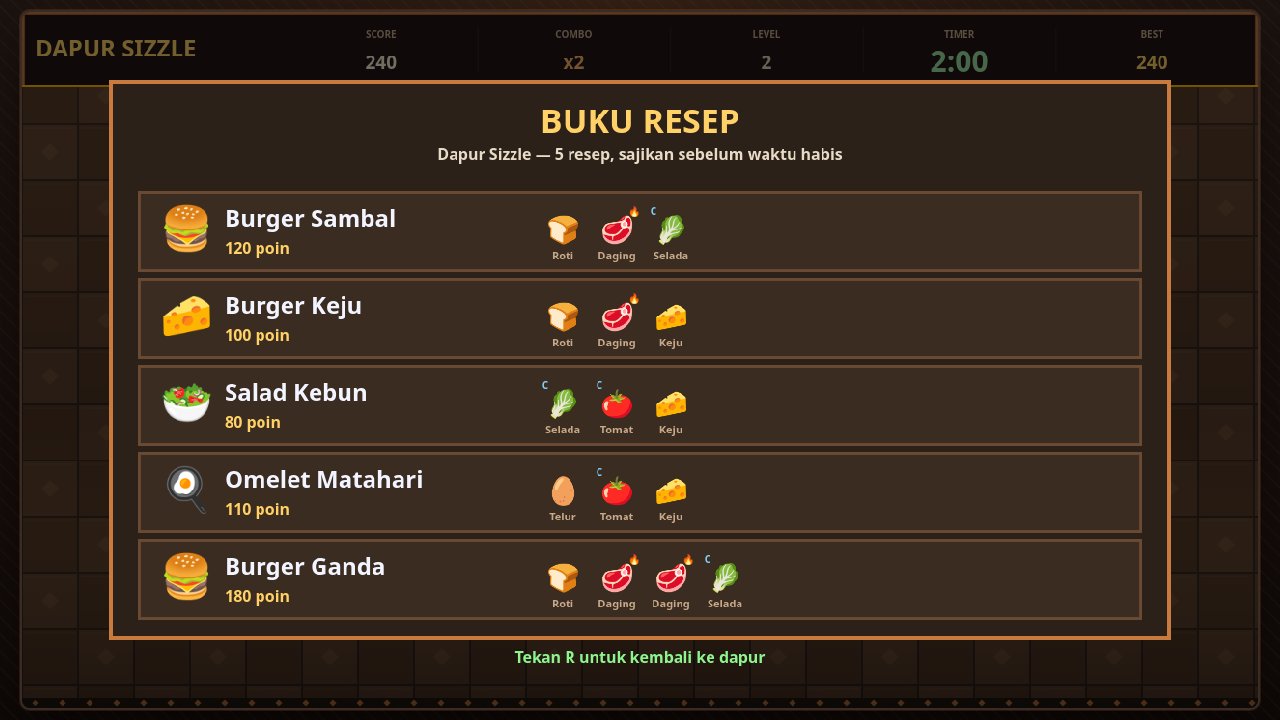 DAPUR SIZZLE
SCORE
240
COMBO
x2
LEVEL
2
TIMER
2:00
BEST
240
BUKU RESEP
Dapur Sizzle — 5 resep, sajikan sebelum waktu habis
Burger Sambal
120 poin
C
Roti Daging Selada
Burger Keju
100 poin
Roti Daging Keju
Salad Kebun
80 poin
C C
Selada Tomat Keju
Omelet Matahari
110 poin
C
Telur Tomat Keju
Burger Ganda
180 poin
C
Roti Daging Daging Selada
Tekan R untuk kembali ke dapur